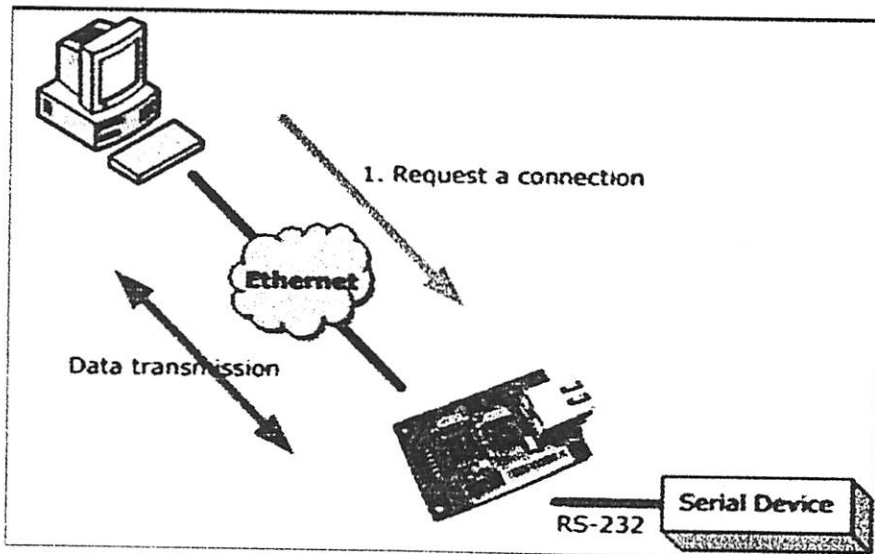 1. Request a connection
Ethernet
Data transmission
Serial Device
RS-232